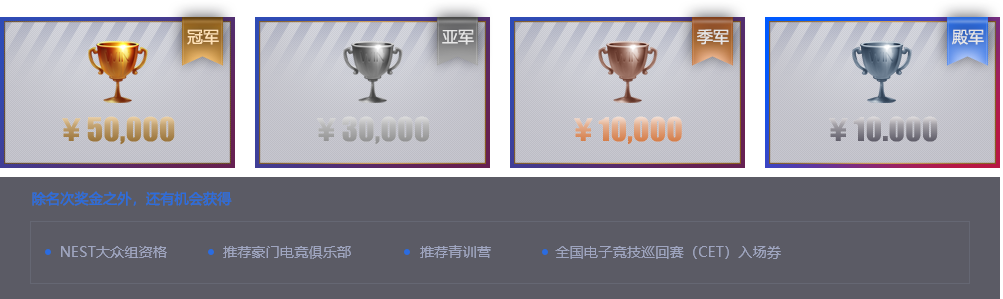 冠军
¥ 50,000
亚军
¥ 30,000
季军
¥ 10,000
殿军
¥ 10.000
除名次奖金之外，还有机会获得
NEST大众组资格
推荐豪门电竞俱乐部
推荐青训营
全国电子竞技巡回赛（CET）入场券